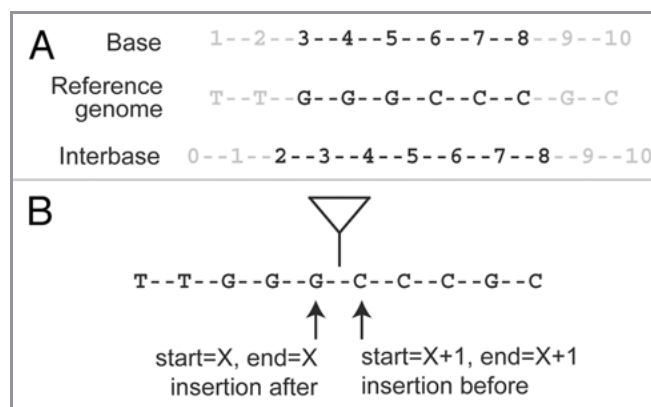 A
Base 1--2--3--4--5--6--7--8--9--10
Reference
genome T--T--G--G--G--C--C--C--G--C
Interbase 0--1--2--3--4--5--6--7--8--9--10
B
T--T--G--G--G--C--C--C--G--C
start=X, end=X start=X+1, end=X+1
insertion after insertion before